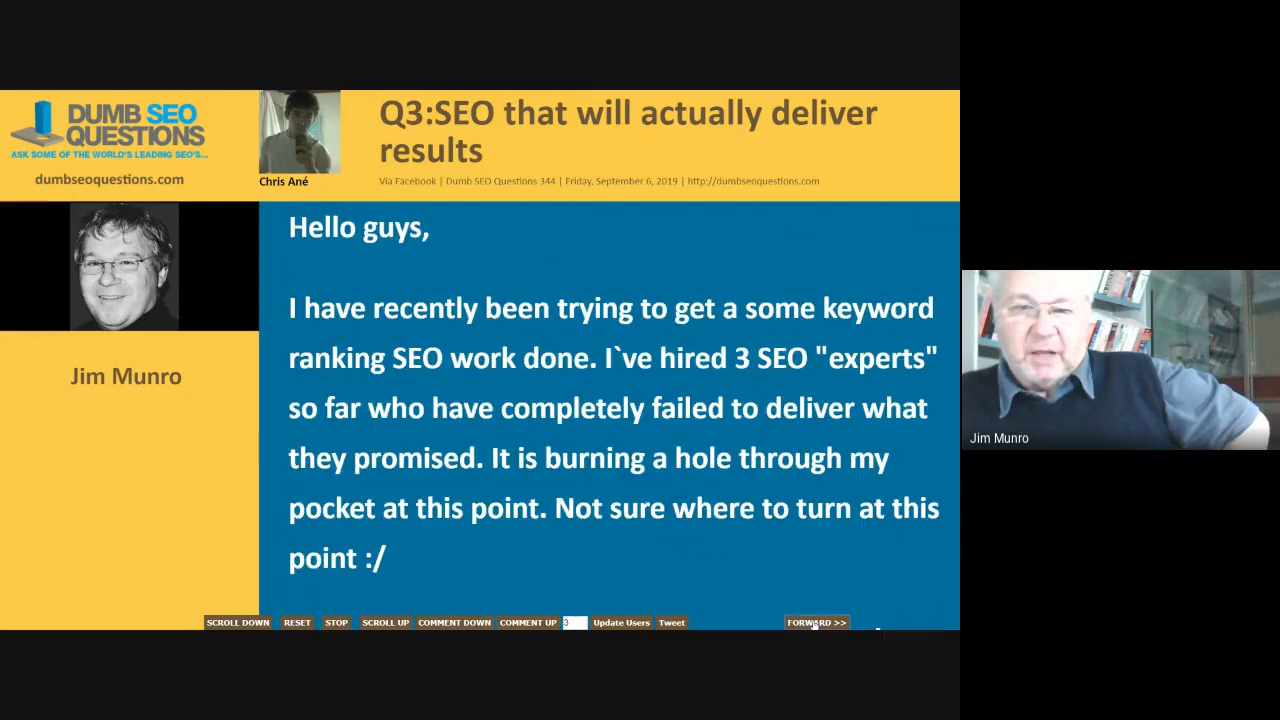 DUMB SEO
QUESTIONS
ASK SOME OF THE WORLD'S LEADING SEO'S...
dumbseoquestions.com
Chris Ané
Q3:SEO that will actually deliver
results
Via Facebook | Dumb SEO Questions 344 | Friday, September 6, 2019 | http://dumbseoquestions.com
Jim Munro
Hello guys,
I have recently been trying to get a some keyword
ranking SEO work done. I`ve hired 3 SEO "experts"
so far who have completely failed to deliver what
they promised. It is burning a hole through my
pocket at this point. Not sure where to turn at this
point :/
SCROLL DOWN RESET STOP SCROLL UP COMMENT DOWN COMMENT UP 3 Update Users Tweet FORWARD >>
Jim Munro